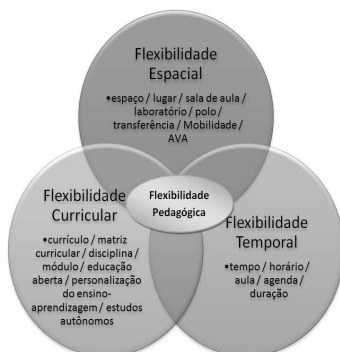 Flexibilidade
Espacial
•espaço / lugar / sala de aula /
laboratório / polo /
transferência / Mobilidade /
AVA
Flexibilidade
Pedagógica
Flexibilidade
Curricular
•currículo / matriz
curricular / disciplina /
módulo / educação
aberta / personalização
do ensino-
aprendizagem / estudos
autônomos
Flexibilidade
Temporal
•tempo / horário /
aula / agenda /
duração